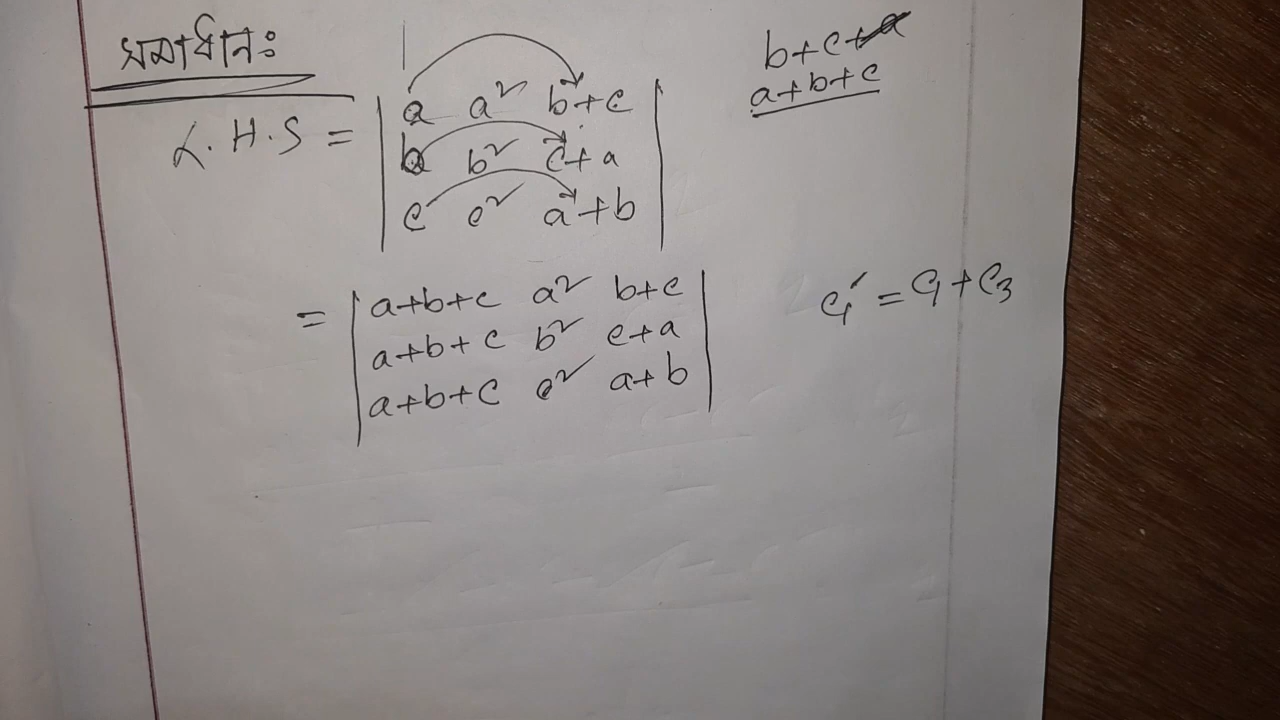 সমাধানঃ
b+c+a
a+b+c
L.H.S = | a a² b+c |
| b b² c+a |
| c c² a+b |
= | a+b+c a² b+c | C₁′ = C₁+C₃
| a+b+c b² c+a |
| a+b+c c² a+b |